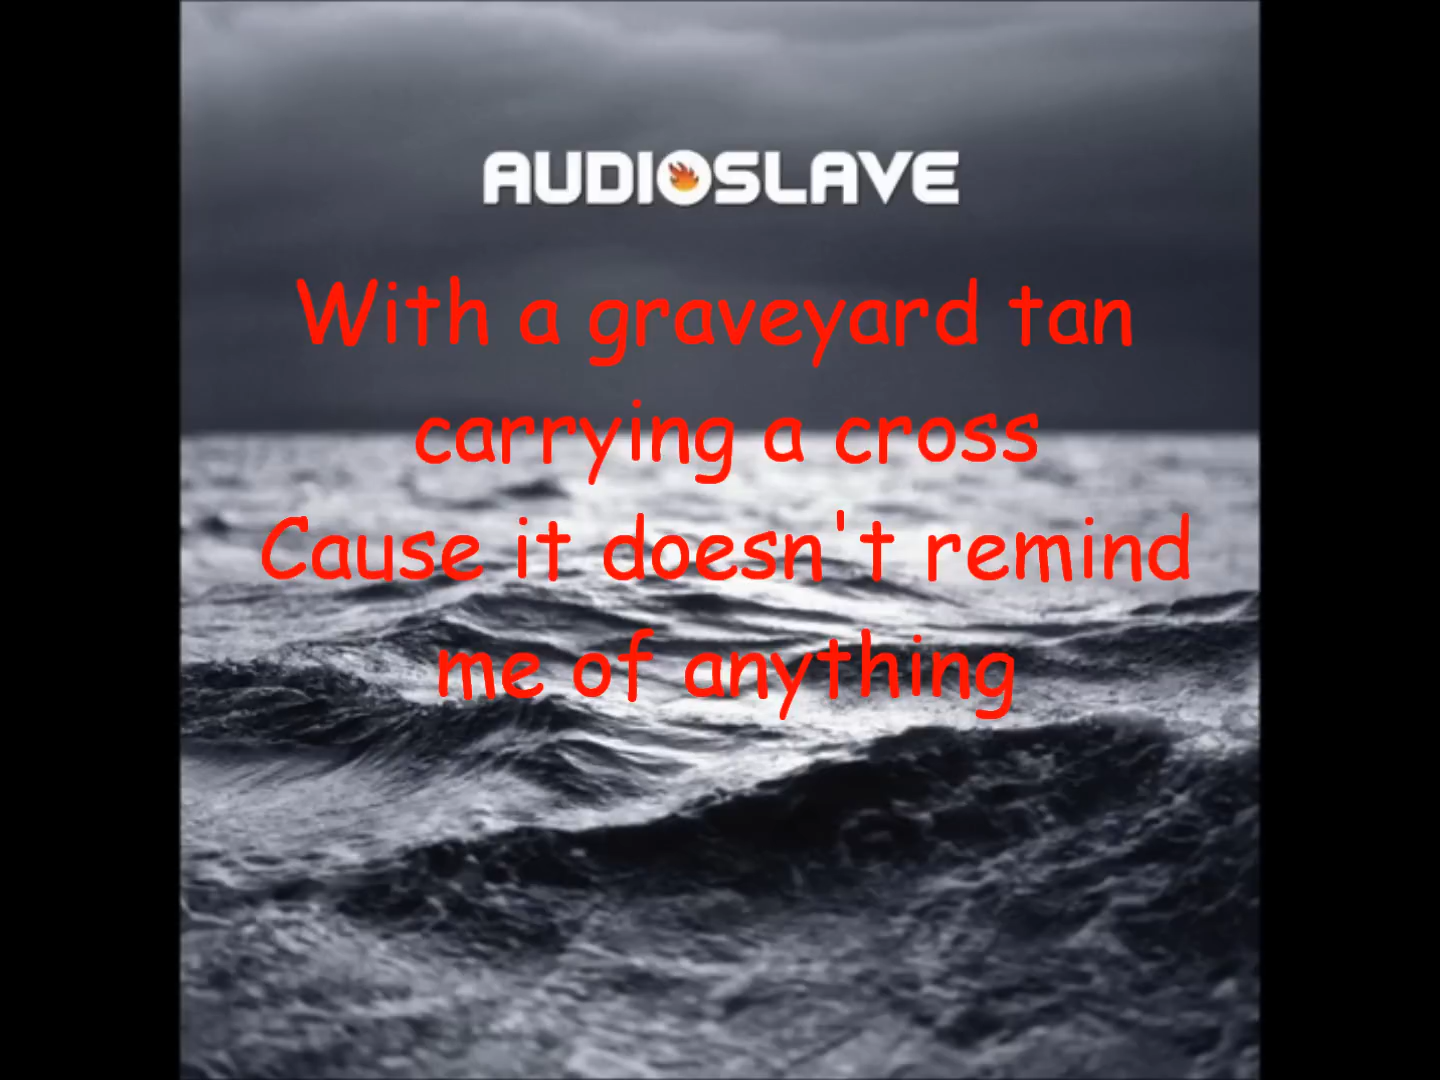 AUDIOSLAVE
With a graveyard tan
carrying a cross
Cause it doesn't remind
me of anything